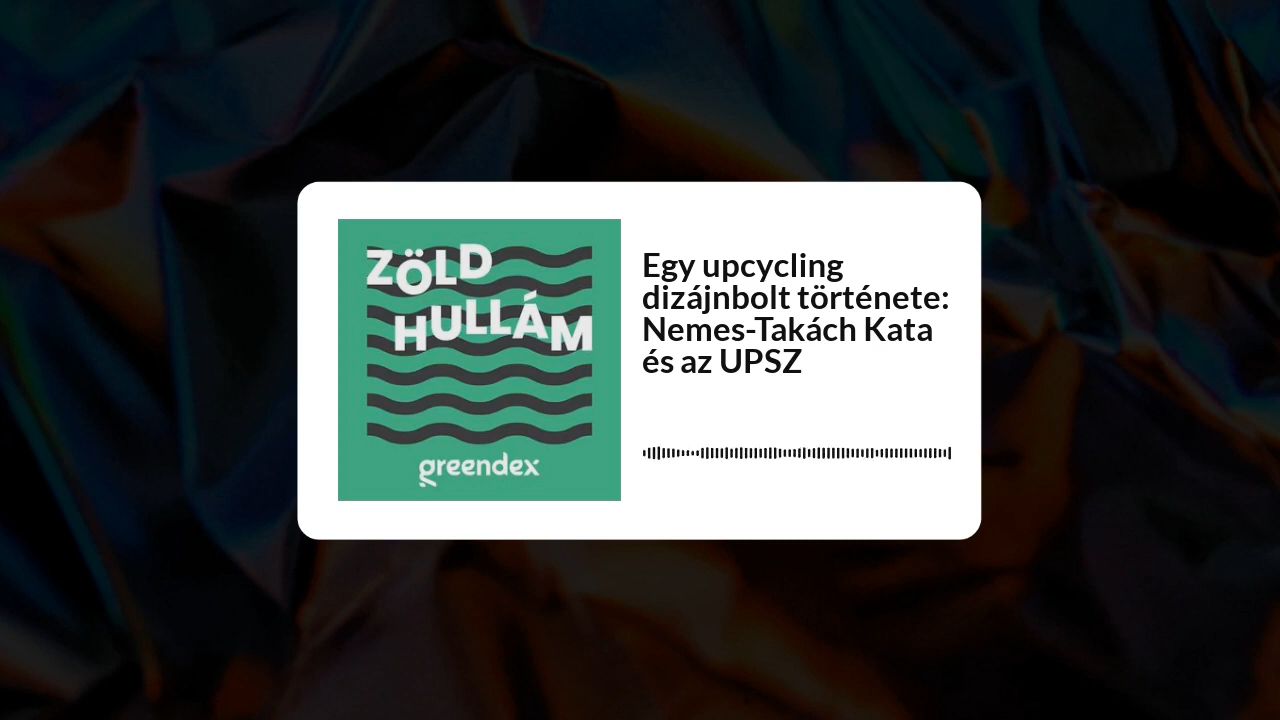 ZÖLD
HULLÁM
greendex
Egy upcycling
dizájnbolt története:
Nemes-Takách Kata
és az UPSZ